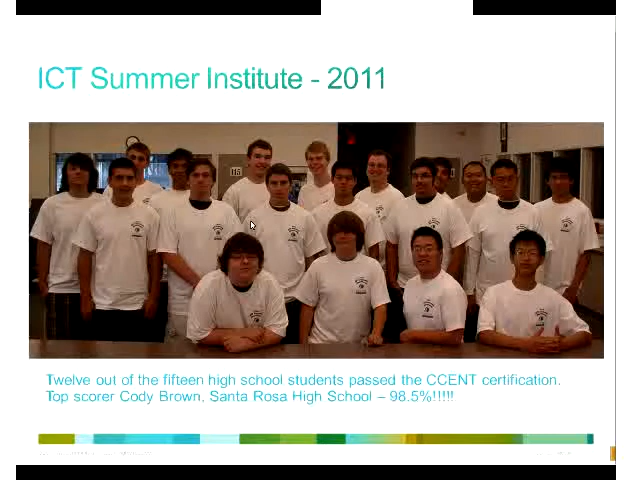 ICT Summer Institute - 2011
Twelve out of the fifteen high school students passed the CCENT certification.
Top scorer Cody Brown, Santa Rosa High School – 98.5%!!!!!